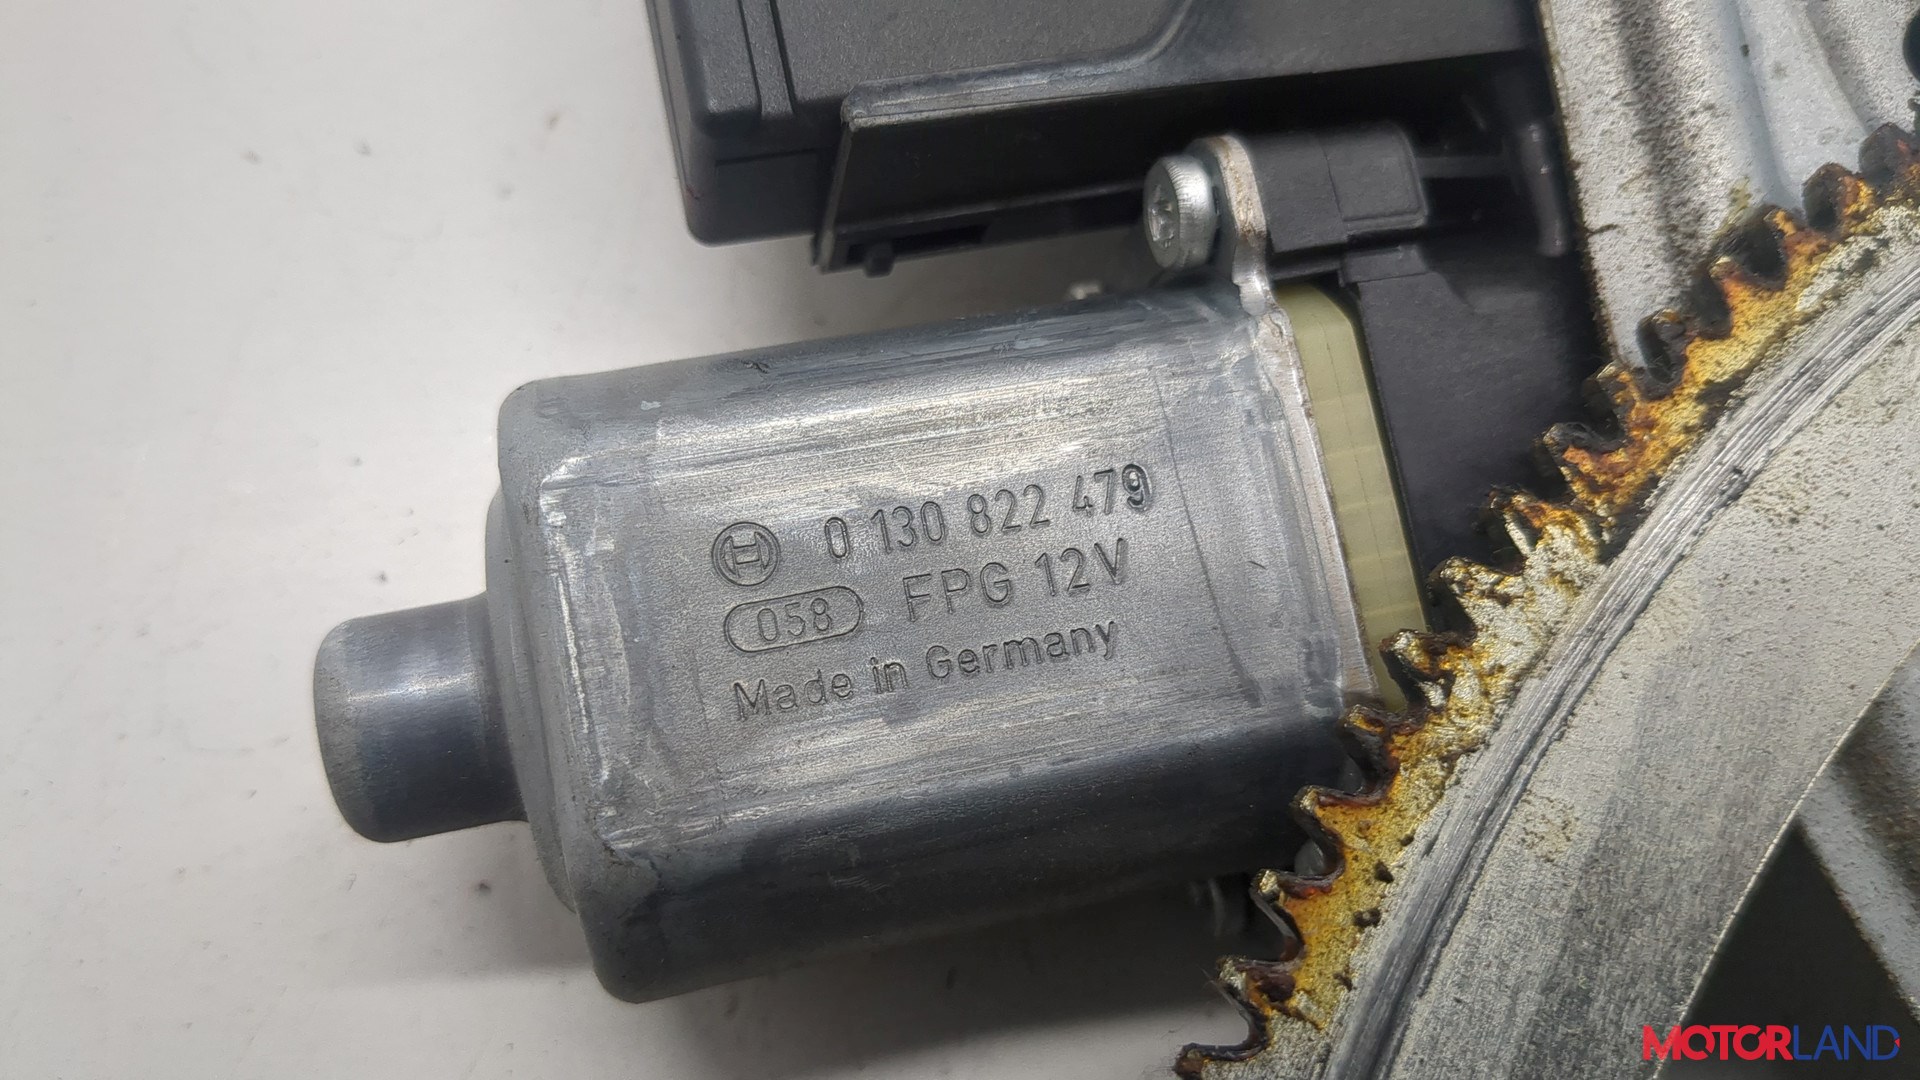 0 130 822 479
058 FPG 12V
Made in Germany
MOTORLAND